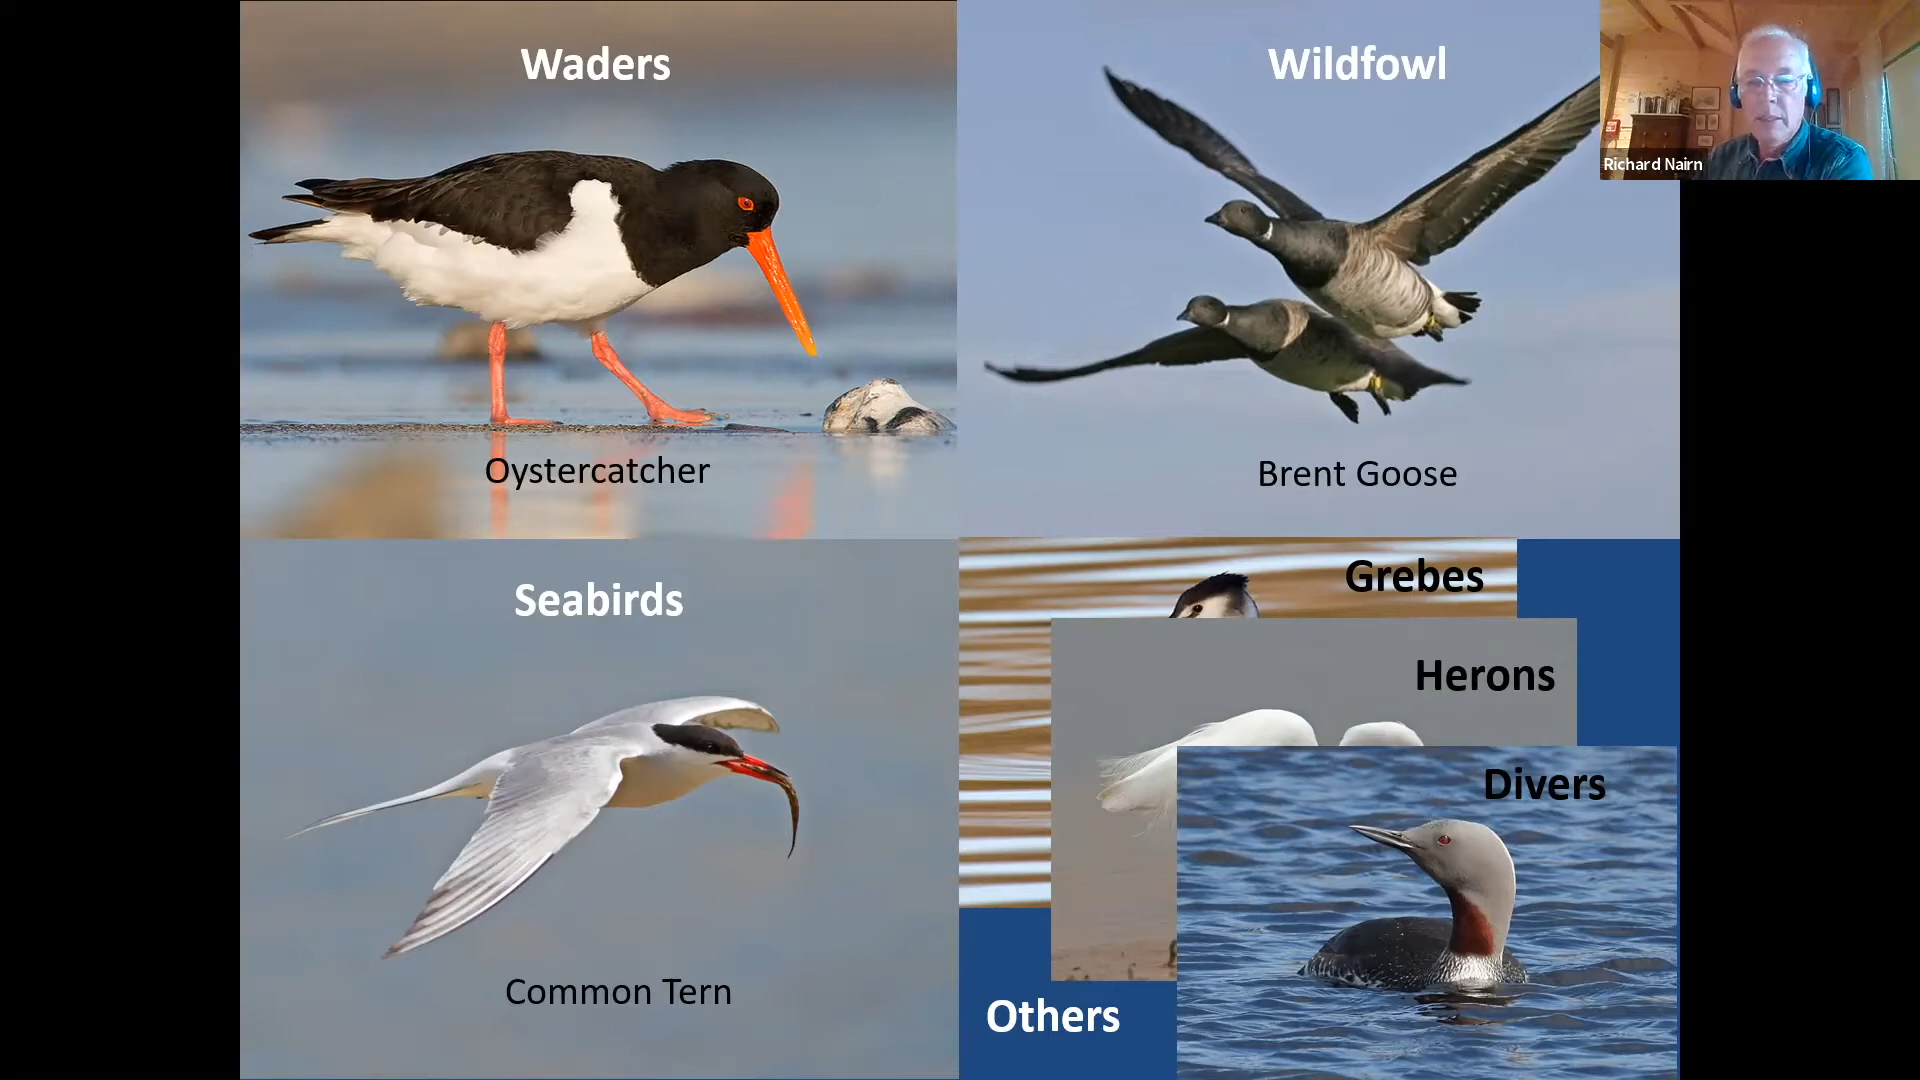 Waders
Wildfowl
Richard Nairn
Oystercatcher
Brent Goose
Seabirds
Grebes
Herons
Divers
Common Tern
Others